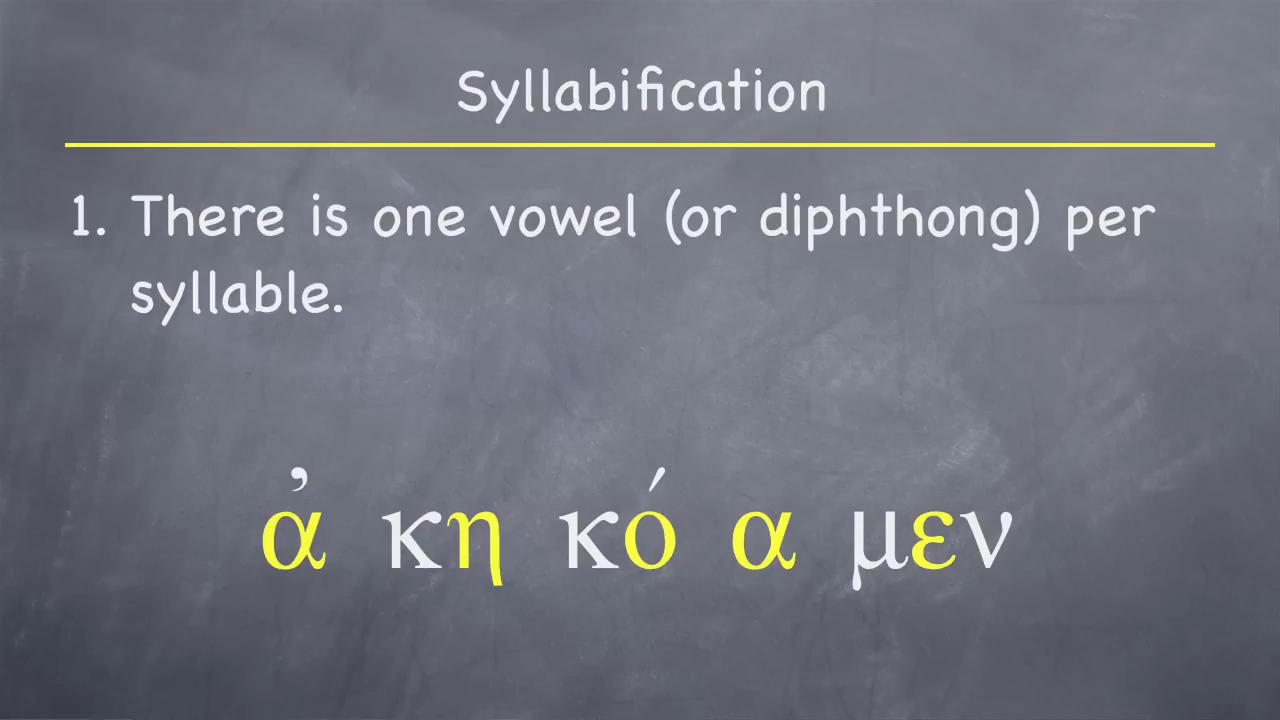 Syllabification
1. There is one vowel (or diphthong) per
syllable.
ἀ κη κό α μεν